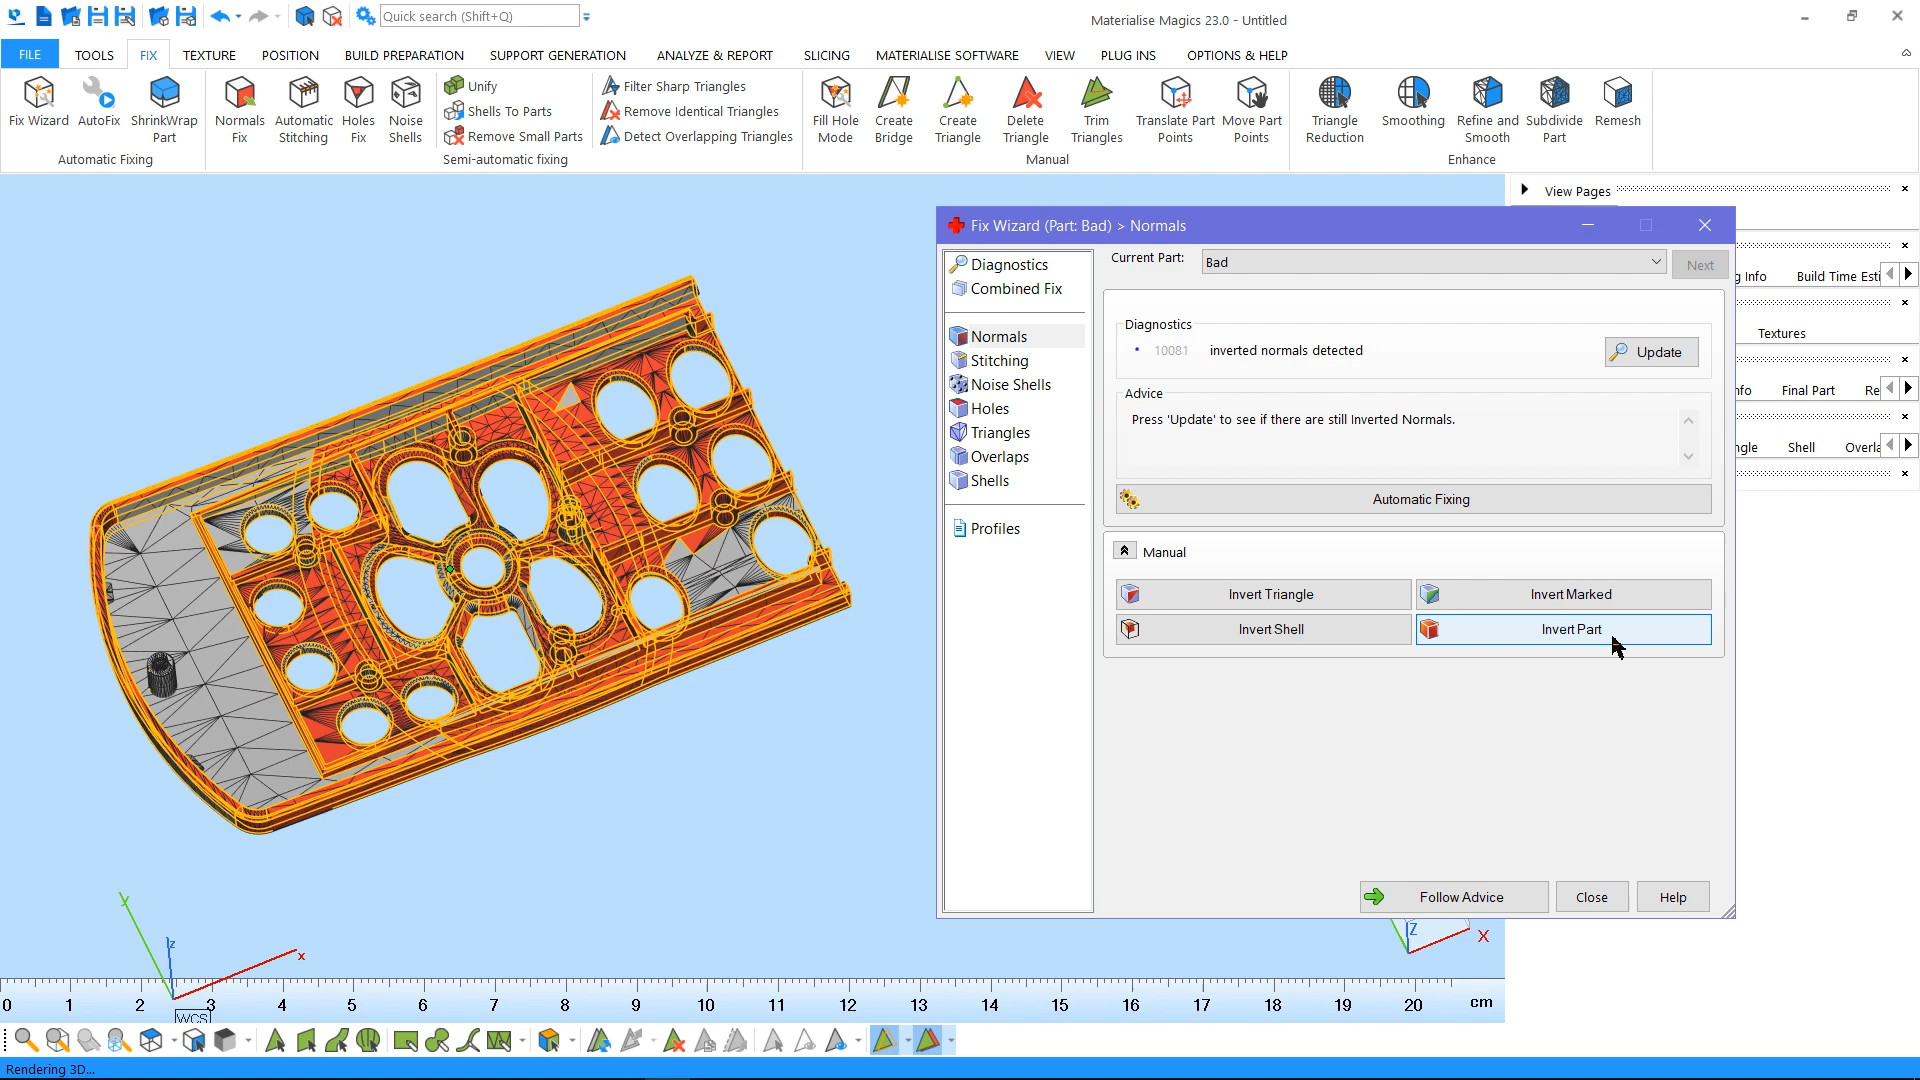 Quick search (Shift+Q)
Materialise Magics 23.0 - Untitled
FILE TOOLS FIX TEXTURE POSITION BUILD PREPARATION SUPPORT GENERATION ANALYZE & REPORT SLICING MATERIALISE SOFTWARE VIEW PLUG INS OPTIONS & HELP
Fix Wizard
AutoFix
ShrinkWrap
Part
Automatic Fixing
Normals
Fix
Automatic
Stitching
Holes
Fix
Noise
Shells
Unify
Shells To Parts
Remove Small Parts
Filter Sharp Triangles
Remove Identical Triangles
Detect Overlapping Triangles
Semi-automatic fixing
Fill Hole
Mode
Create
Bridge
Create
Triangle
Delete
Triangle
Trim
Triangles
Translate Part
Points
Move Part
Points
Manual
Triangle
Reduction
Smoothing
Refine and
Smooth
Subdivide
Part
Remesh
Enhance
View Pages
g Info Build Time Esti
Textures
nfo Final Part Re
ngle Shell Overla
Fix Wizard (Part: Bad) > Normals
Diagnostics
Combined Fix
Normals
Stitching
Noise Shells
Holes
Triangles
Overlaps
Shells
Profiles
Current Part: Bad Next
Diagnostics
• 10081 inverted normals detected Update
Advice
Press 'Update' to see if there are still Inverted Normals.
Automatic Fixing
Manual
Invert Triangle Invert Marked
Invert Shell Invert Part
Follow Advice Close Help
y
z
x
WCS
Z
X
0 1 2 3 4 5 6 7 8 9 10 11 12 13 14 15 16 17 18 19 20 cm
Rendering 3D...